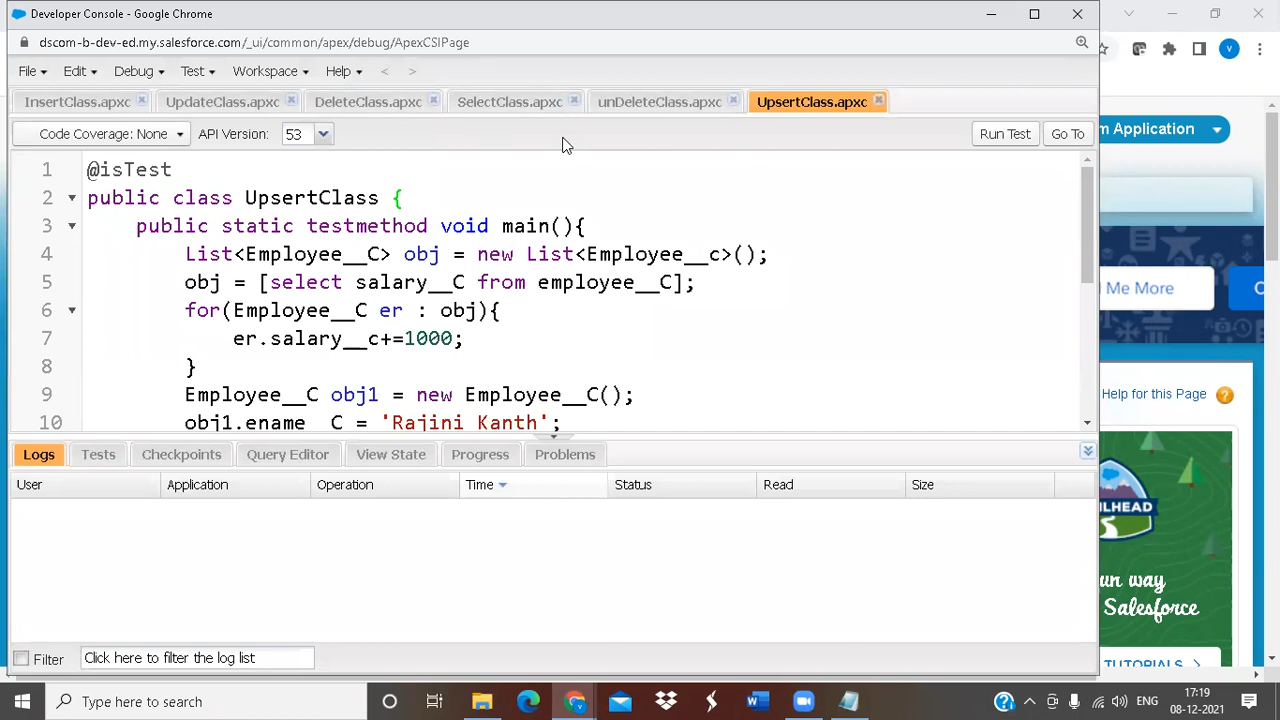 Developer Console - Google Chrome
dscom-b-dev-ed.my.salesforce.com/_ui/common/apex/debug/ApexCSIPage
File Edit Debug Test Workspace Help < >
InsertClass.apxc UpdateClass.apxc DeleteClass.apxc SelectClass.apxc unDeleteClass.apxc UpsertClass.apxc
Code Coverage: None API Version: 53 Run Test Go To
m Application
1 @isTest
2 public class UpsertClass {
3 public static testmethod void main(){
4 List<Employee__C> obj = new List<Employee__c>();
5 obj = [select salary__C from employee__C];
6 for(Employee__C er : obj){
7 er.salary__c+=1000;
8 }
9 Employee__C obj1 = new Employee__C();
10 obj1.ename__C = 'Rajini Kanth';
Me More
Help for this Page ?
Logs Tests Checkpoints Query Editor View State Progress Problems
User Application Operation Time Status Read Size
ILHEAD
un way
Salesforce
TUTORIALS
Filter Click here to filter the log list
Type here to search
ENG
17:19
08-12-2021
V